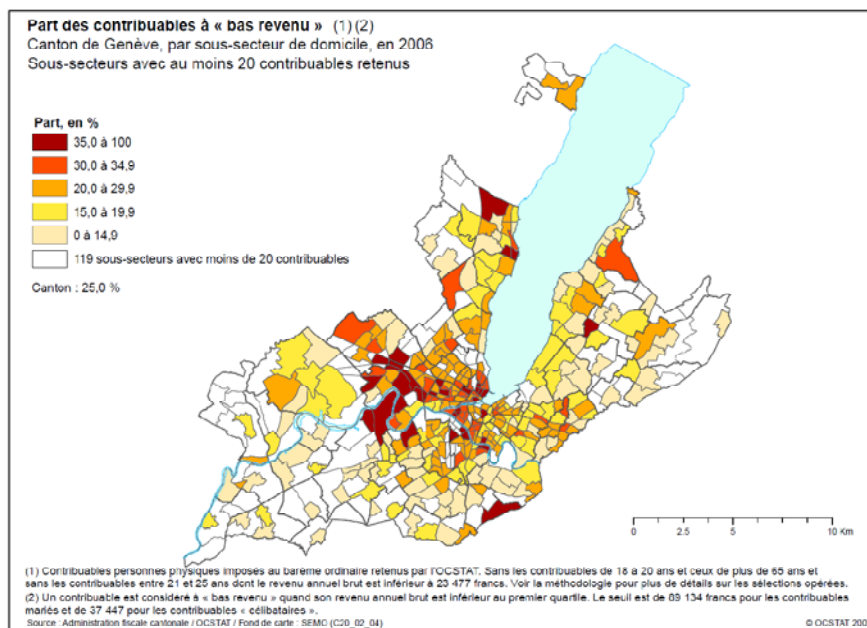 Part des contribuables à « bas revenu » (1) (2)
Canton de Genève, par sous-secteur de domicile, en 2006
Sous-secteurs avec au moins 20 contribuables retenus
Part, en %
35,0 à 100
30,0 à 34,9
20,0 à 29,9
15,0 à 19,9
0 à 14,9
119 sous-secteurs avec moins de 20 contribuables
Canton : 25,0 %
0 2.5 5 10 Km
(1) Contribuables personnes physiques imposés au barème ordinaire retenus par l'OCSTAT. Sans les contribuables de 18 à 20 ans et ceux de plus de 65 ans et
sans les contribuables entre 21 et 25 ans dont le revenu annuel brut est inférieur à 23 477 francs. Voir la méthodologie pour plus de détails sur les sélections opérées.
(2) Un contribuable est considéré à « bas revenu » quand son revenu annuel brut est inférieur au premier quartile. Le seuil est de 89 134 francs pour les contribuables
mariés et de 37 447 pour les contribuables « célibataires ».
Source : Administration fiscale cantonale / OCSTAT / Fond de carte : SEMO (C20_02_04)
© OCSTAT 200